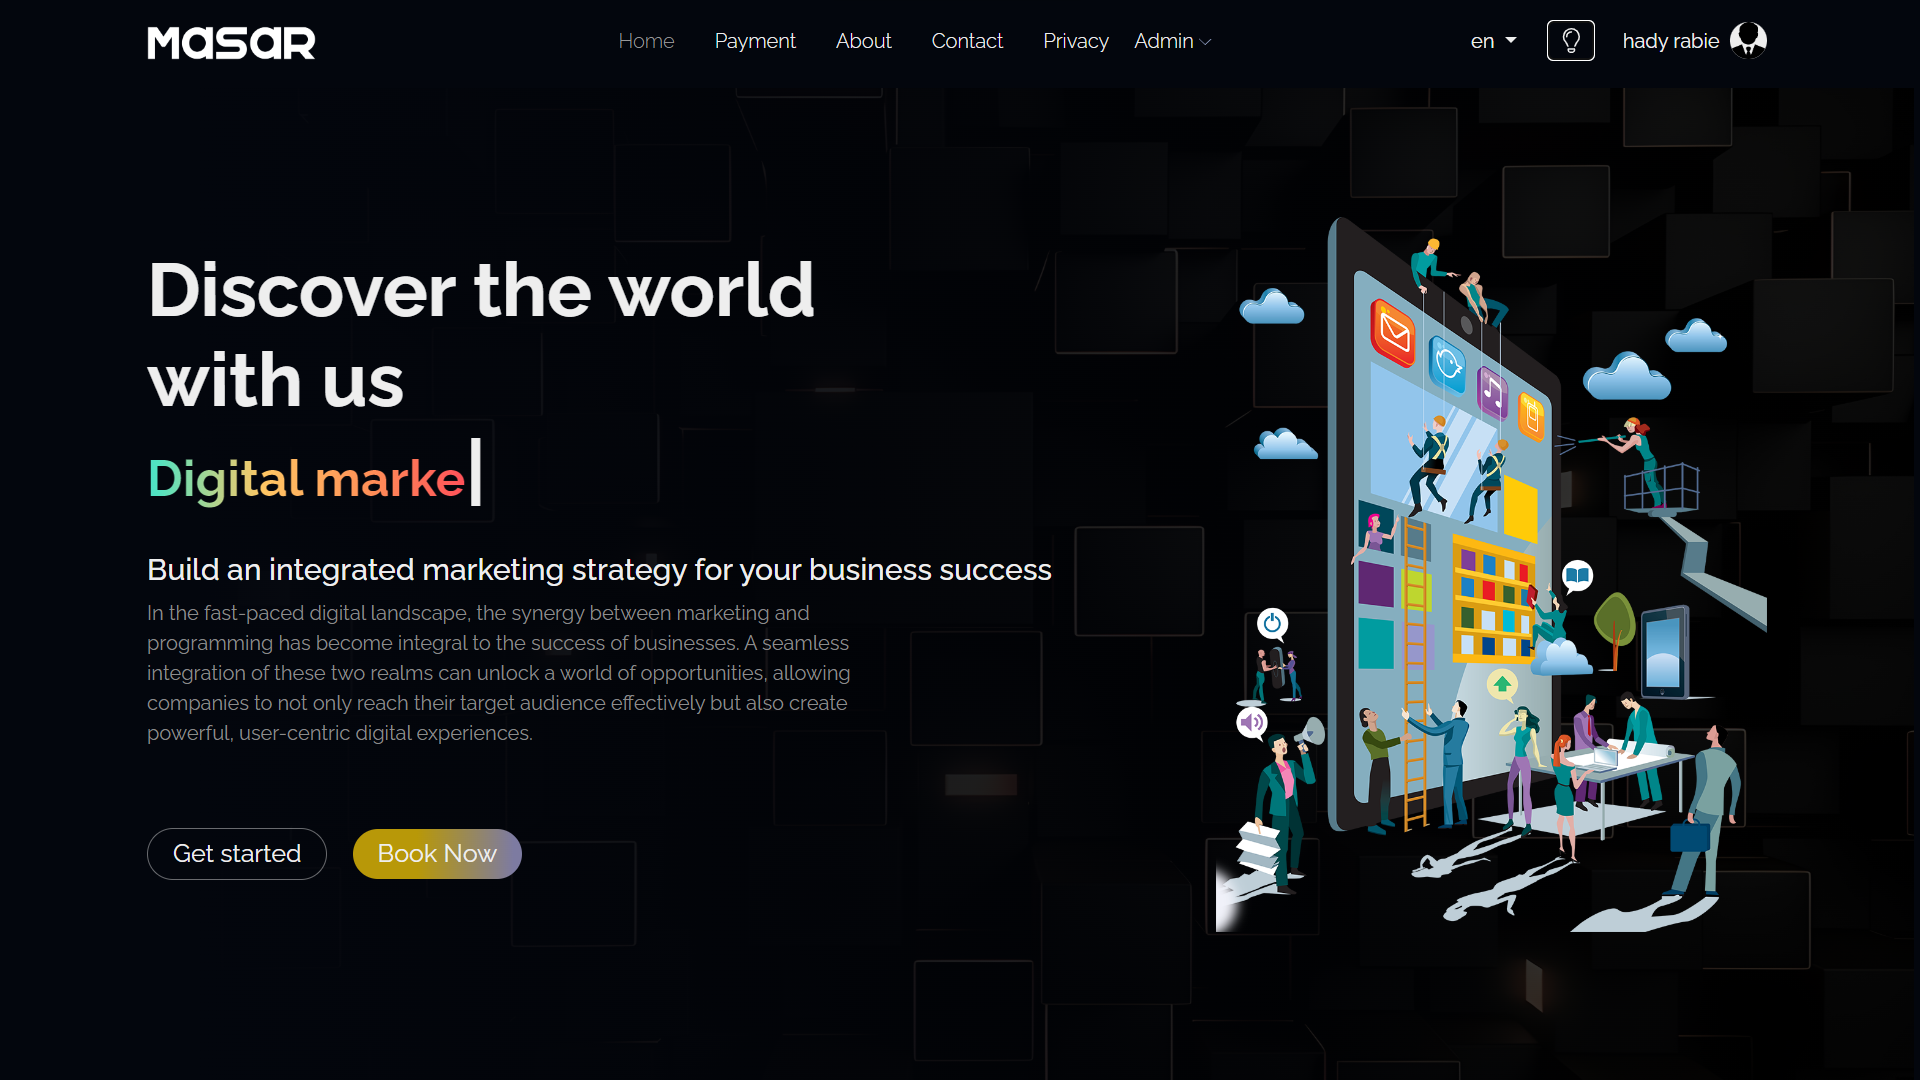 MASAR
Home Payment About Contact Privacy Admin
en
hady rabie
Discover the world
with us
Digital marke
Build an integrated marketing strategy for your business success
In the fast-paced digital landscape, the synergy between marketing and
programming has become integral to the success of businesses. A seamless
integration of these two realms can unlock a world of opportunities, allowing
companies to not only reach their target audience effectively but also create
powerful, user-centric digital experiences.
Get started Book Now